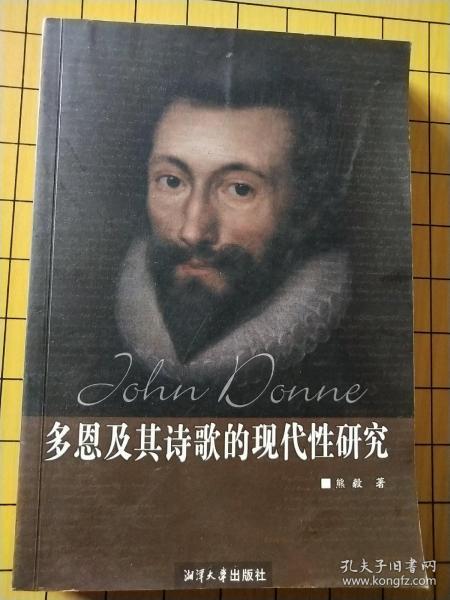 John Donne
多恩及其诗歌的现代性研究
■熊毅 著
湘潭大学出版社
孔夫子旧书网
www.kongfz.com